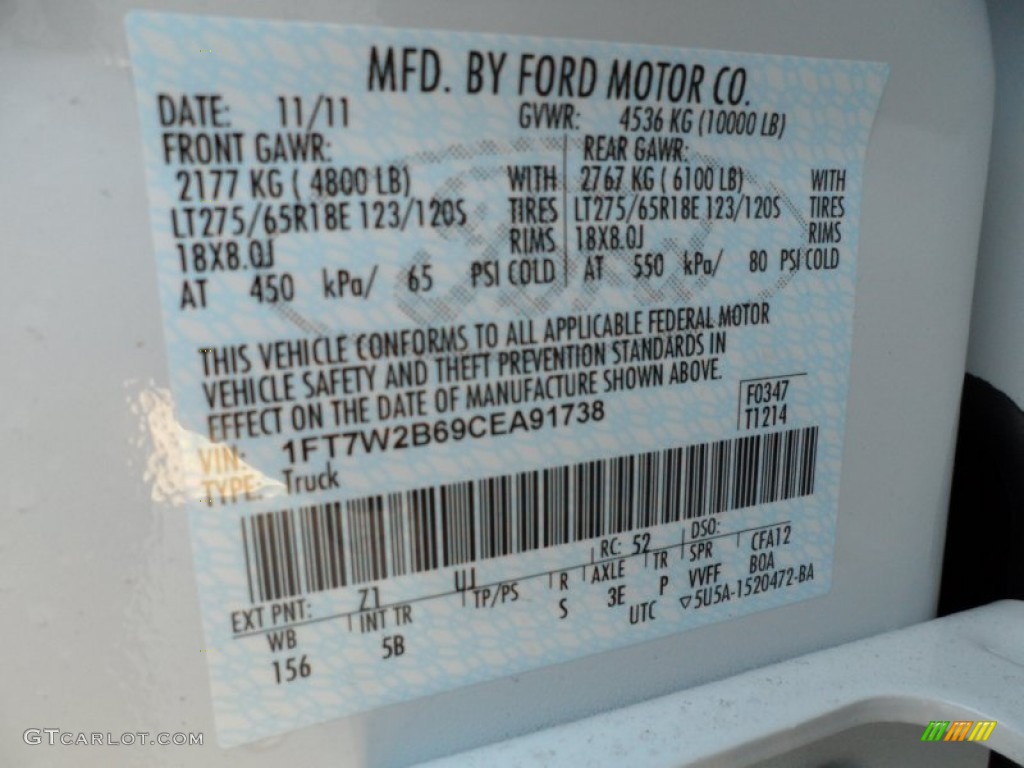 MFD. BY FORD MOTOR CO.
DATE: 11/11 GVWR: 4536 KG (10000 LB)
FRONT GAWR: REAR GAWR:
2177 KG ( 4800 LB) WITH 2767 KG ( 6100 LB) WITH
LT275/65R18E 123/120S TIRES LT275/65R18E 123/120S TIRES
18X8.0J RIMS 18X8.0J RIMS
AT 450 kPa/ 65 PSI COLD AT 550 kPa/ 80 PSI COLD
THIS VEHICLE CONFORMS TO ALL APPLICABLE FEDERAL MOTOR
VEHICLE SAFETY AND THEFT PREVENTION STANDARDS IN
EFFECT ON THE DATE OF MANUFACTURE SHOWN ABOVE.
VIN: 1FT7W2B69CEA91738 F0347
TYPE: Truck T1214
EXT PNT: Z1 UJ RC: 52 DSO:
WB INT TR TP/PS R AXLE TR SPR CFA12
156 5B S 3E P VVFF BOA
UTC ▽5U5A-1520472-BA
GTCARLOT.COM